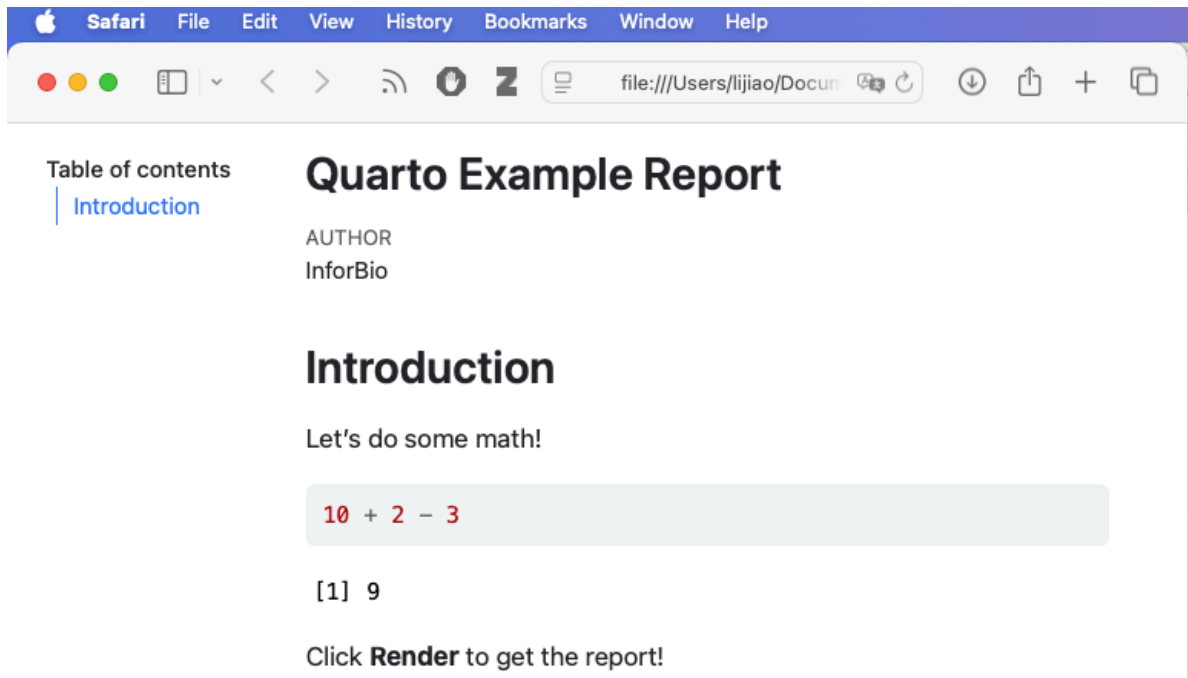 Safari File Edit View History Bookmarks Window Help
file:///Users/lijiao/Docum
Table of contents
Introduction
Quarto Example Report
AUTHOR
InforBio
Introduction
Let's do some math!
10 + 2 − 3
[1] 9
Click Render to get the report!